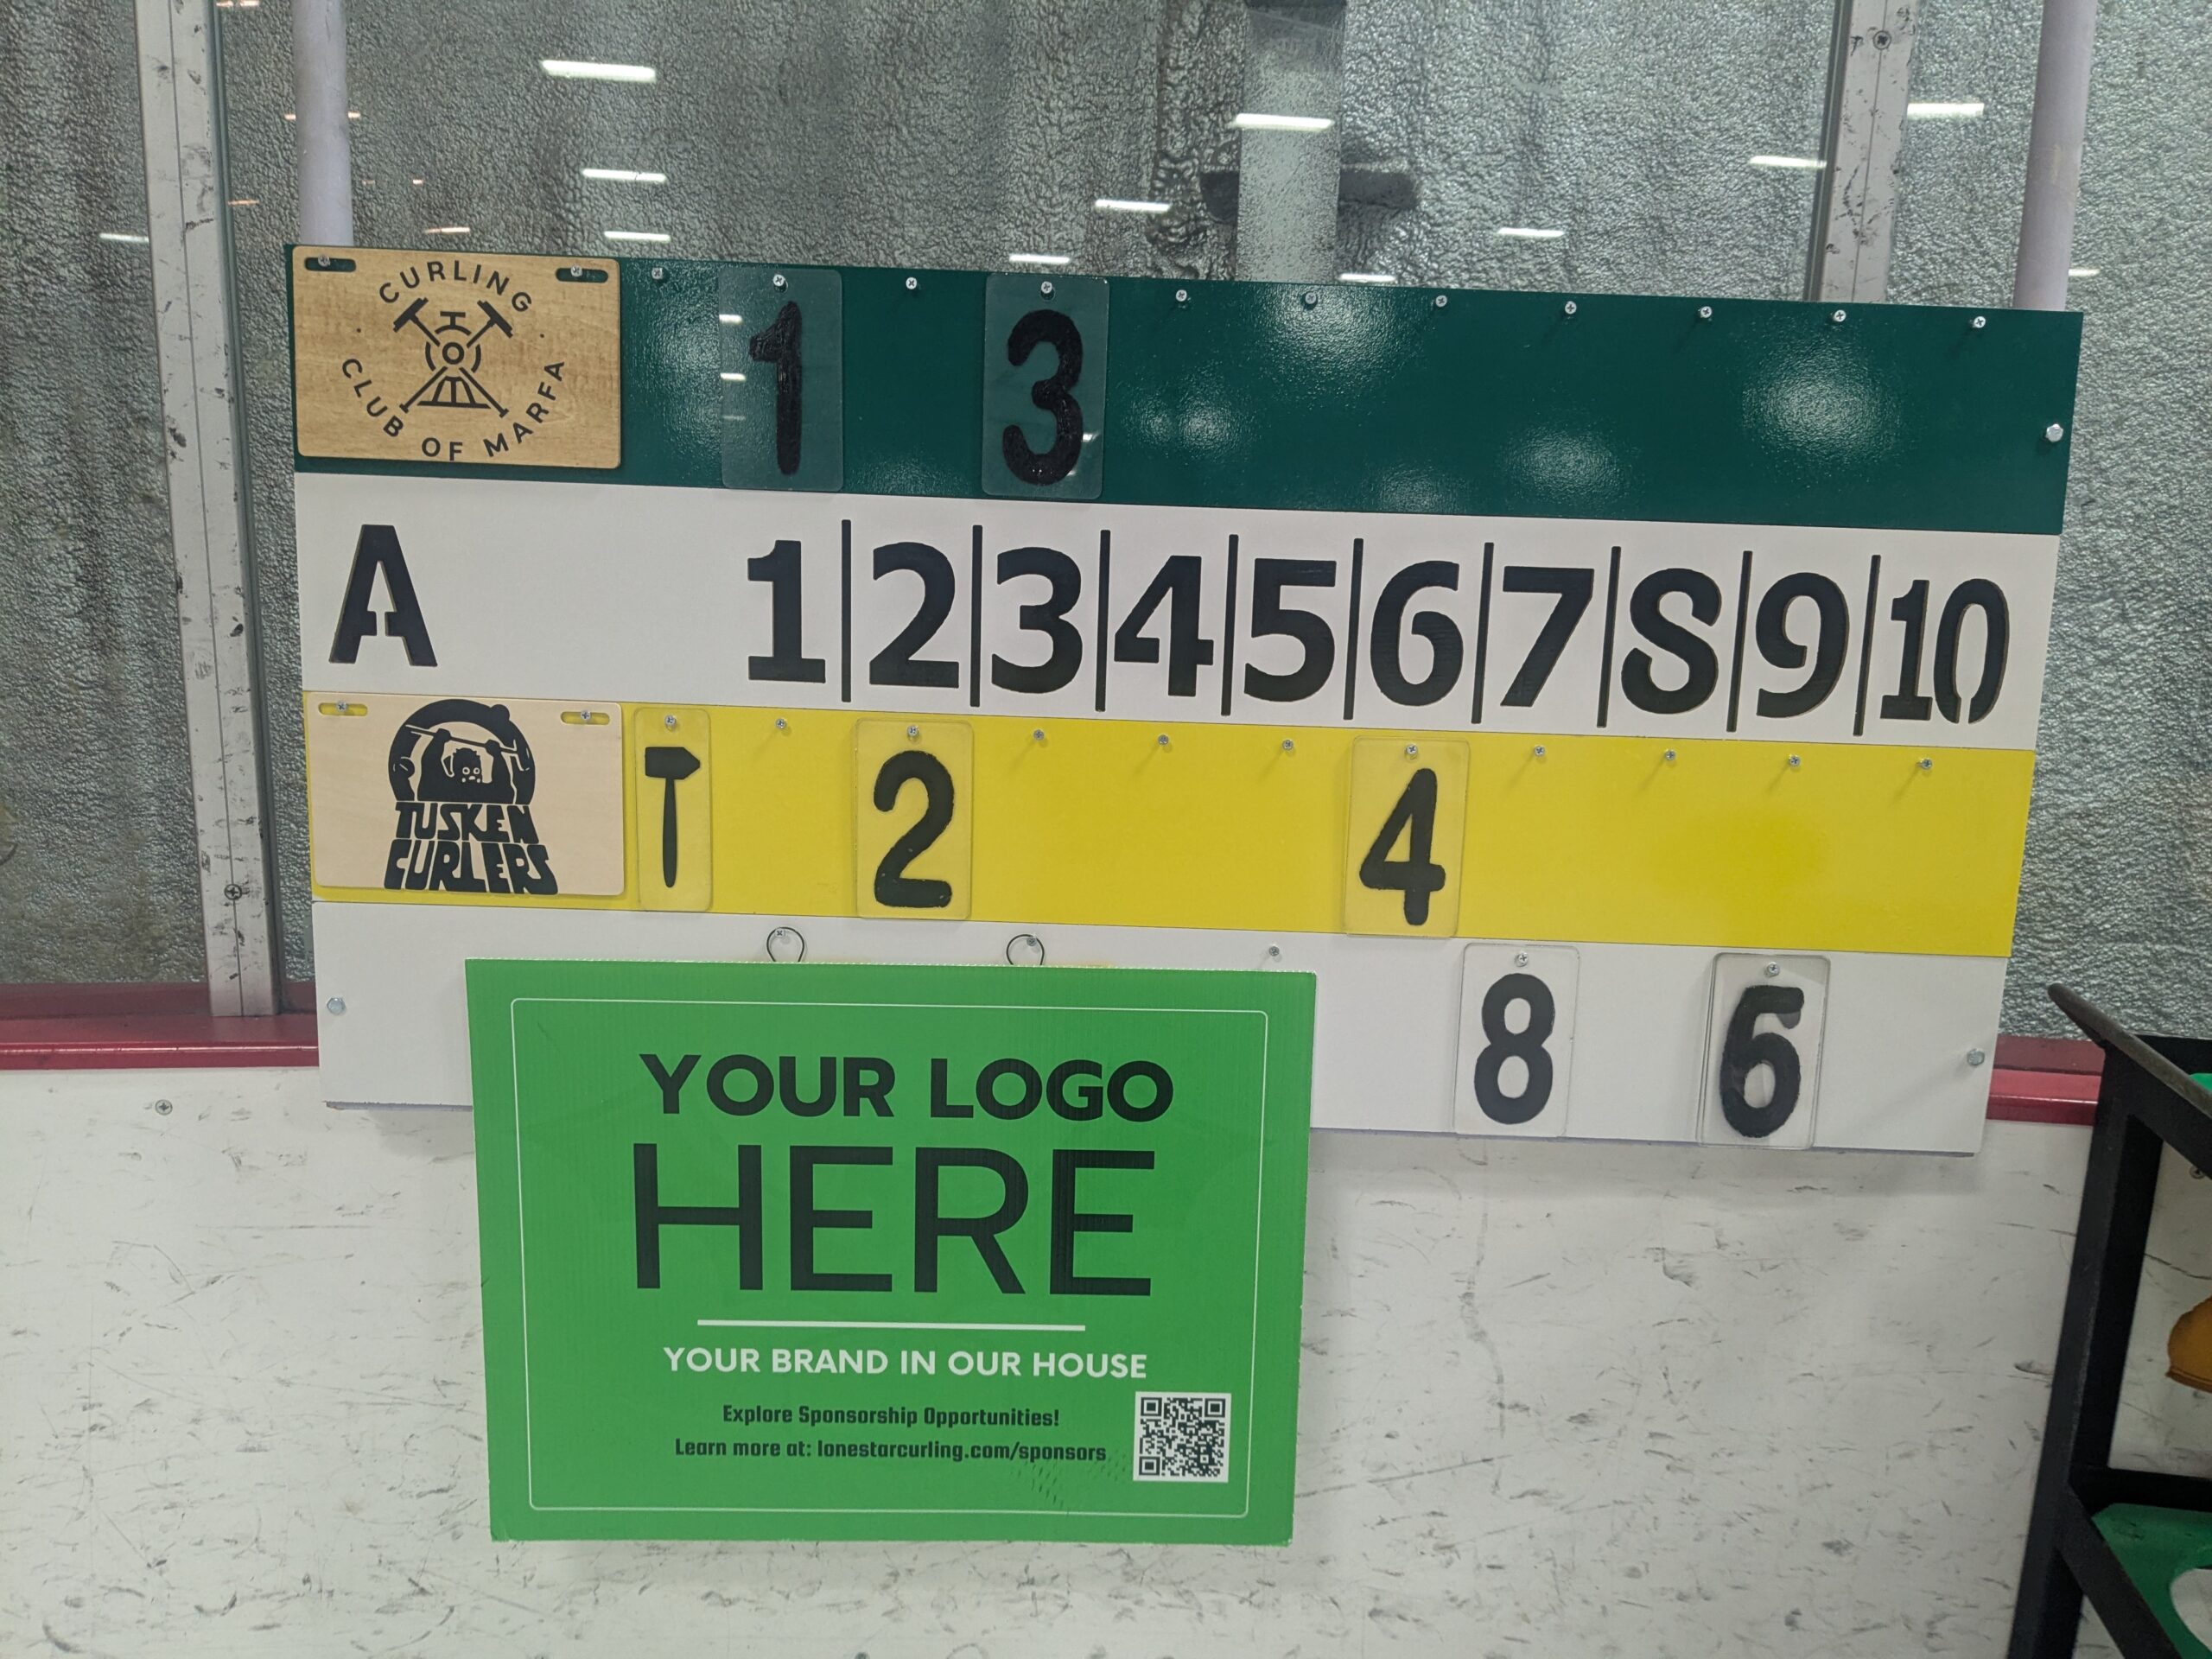 CURLING
CLUB OF MARFA
1 3
A 1 2 3 4 5 6 7 8 9 10
TUSKEN
CURLERS
2 4
8 6
YOUR LOGO
HERE
YOUR BRAND IN OUR HOUSE
Explore Sponsorship Opportunities!
Learn more at: lonestarcurling.com/sponsors